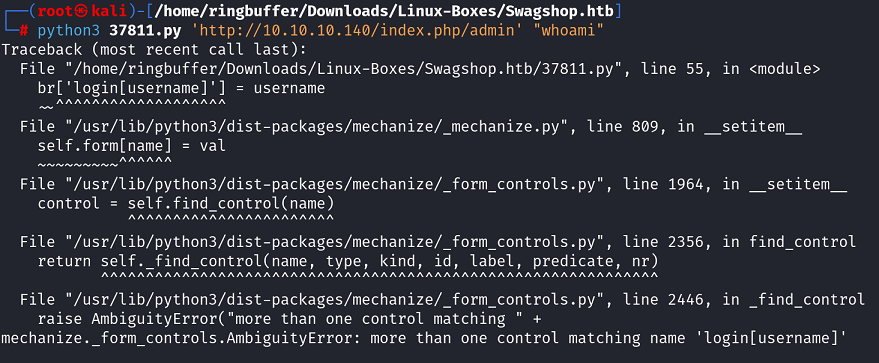 ┌──(root㉿kali)-[/home/ringbuffer/Downloads/Linux-Boxes/Swagshop.htb]
└─# python3 37811.py 'http://10.10.10.140/index.php/admin' "whoami"
Traceback (most recent call last):
  File "/home/ringbuffer/Downloads/Linux-Boxes/Swagshop.htb/37811.py", line 55, in <module>
    br['login[username]'] = username
    ~~^^^^^^^^^^^^^^^^^^^
  File "/usr/lib/python3/dist-packages/mechanize/_mechanize.py", line 809, in __setitem__
    self.form[name] = val
    ~~~~~~~~~^^^^^^
  File "/usr/lib/python3/dist-packages/mechanize/_form_controls.py", line 1964, in __setitem__
    control = self.find_control(name)
              ^^^^^^^^^^^^^^^^^^^^^^^
  File "/usr/lib/python3/dist-packages/mechanize/_form_controls.py", line 2356, in find_control
    return self._find_control(name, type, kind, id, label, predicate, nr)
           ^^^^^^^^^^^^^^^^^^^^^^^^^^^^^^^^^^^^^^^^^^^^^^^^^^^^^^^^^^^^^^
  File "/usr/lib/python3/dist-packages/mechanize/_form_controls.py", line 2446, in _find_control
    raise AmbiguityError("more than one control matching " +
mechanize._form_controls.AmbiguityError: more than one control matching name 'login[username]'